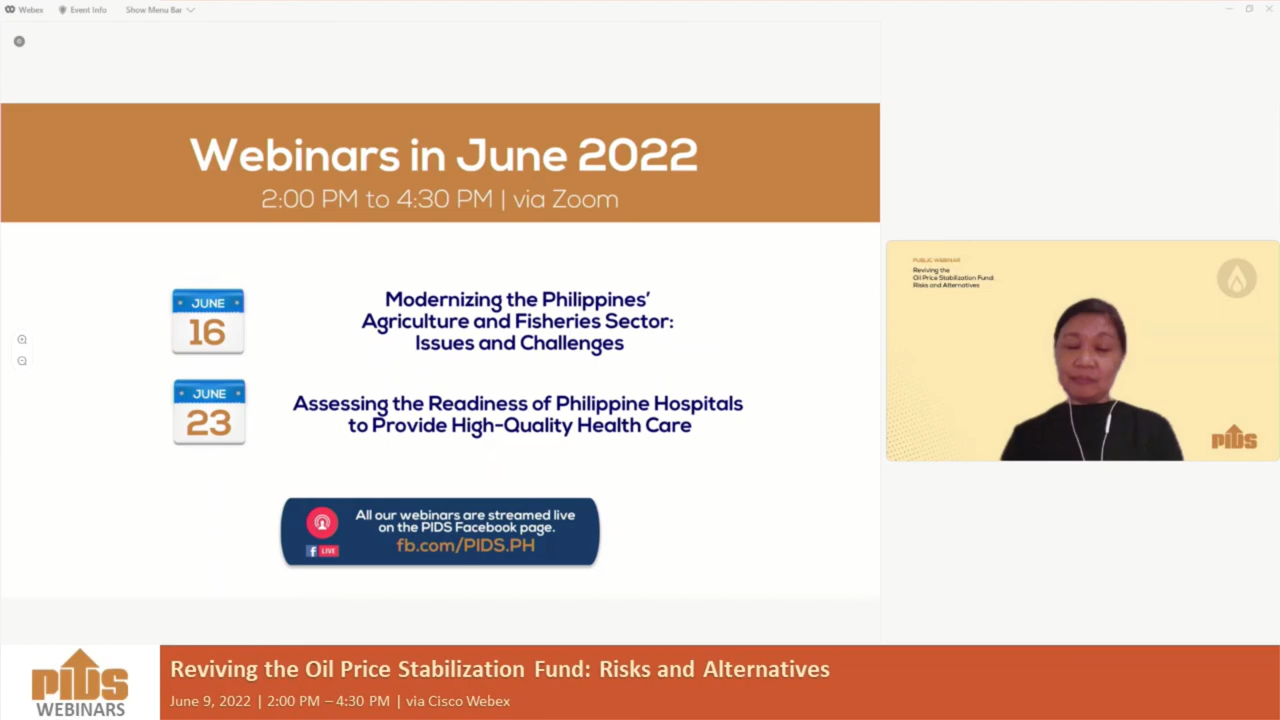 Webex
Event Info
Show Menu Bar
Webinars in June 2022
2:00 PM to 4:30 PM | via Zoom
JUNE
16
Modernizing the Philippines’
Agriculture and Fisheries Sector:
Issues and Challenges
JUNE
23
Assessing the Readiness of Philippine Hospitals
to Provide High-Quality Health Care
f LIVE
All our webinars are streamed live
on the PIDS Facebook page.
fb.com/PIDS.PH
PUBLIC WEBINAR
Reviving the
Oil Price Stabilization Fund:
Risks and Alternatives
PIDS
PIDS
WEBINARS
Reviving the Oil Price Stabilization Fund: Risks and Alternatives
June 9, 2022 | 2:00 PM – 4:30 PM | via Cisco Webex